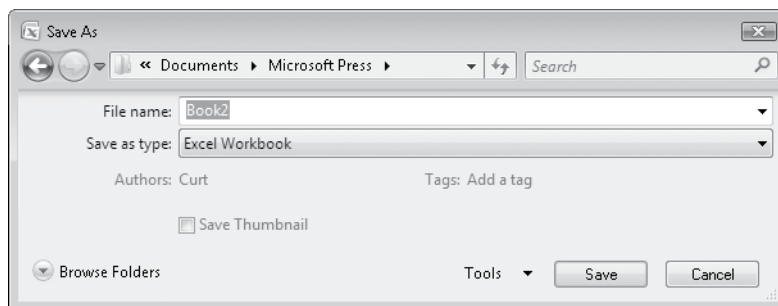 Save As
« Documents ▸ Microsoft Press ▸ Search
File name: Book2
Save as type: Excel Workbook
Authors: Curt Tags: Add a tag
Save Thumbnail
Browse Folders Tools Save Cancel